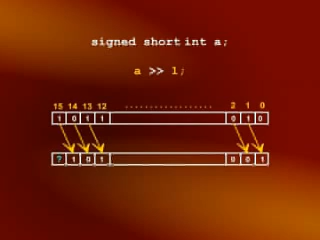 signed short int a;
a >> 1;
15 14 13 12 ................. 2 1 0
1 0 1 1 0 1 0
? 1 0 1 0 0 1